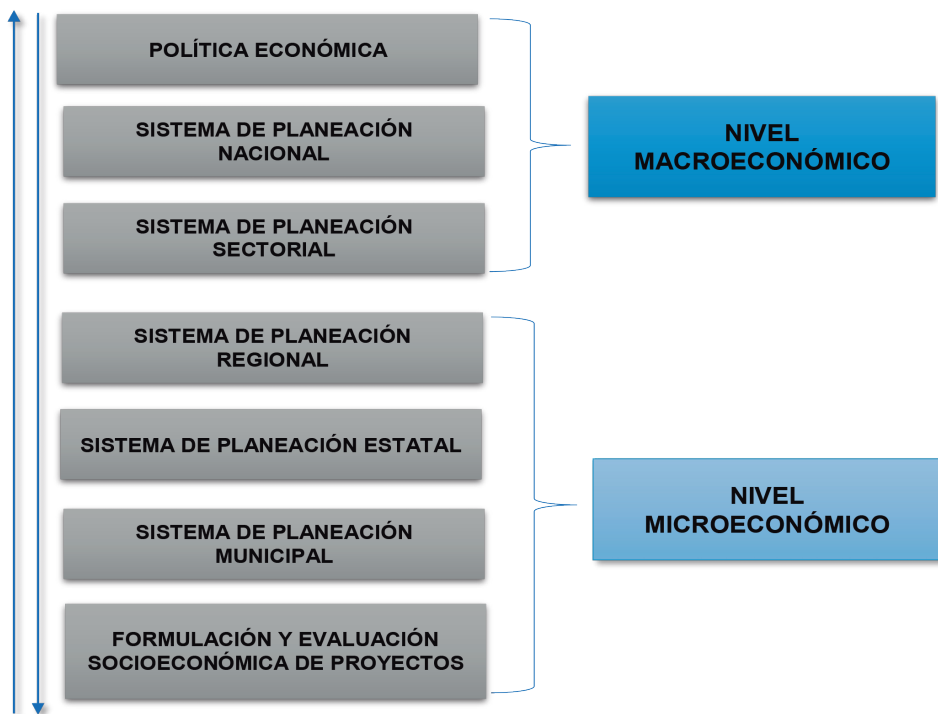 POLÍTICA ECONÓMICA
SISTEMA DE PLANEACIÓN
NACIONAL
SISTEMA DE PLANEACIÓN
SECTORIAL
NIVEL
MACROECONÓMICO
SISTEMA DE PLANEACIÓN
REGIONAL
SISTEMA DE PLANEACIÓN ESTATAL
SISTEMA DE PLANEACIÓN
MUNICIPAL
FORMULACIÓN Y EVALUACIÓN
SOCIOECONÓMICA DE PROYECTOS
NIVEL
MICROECONÓMICO